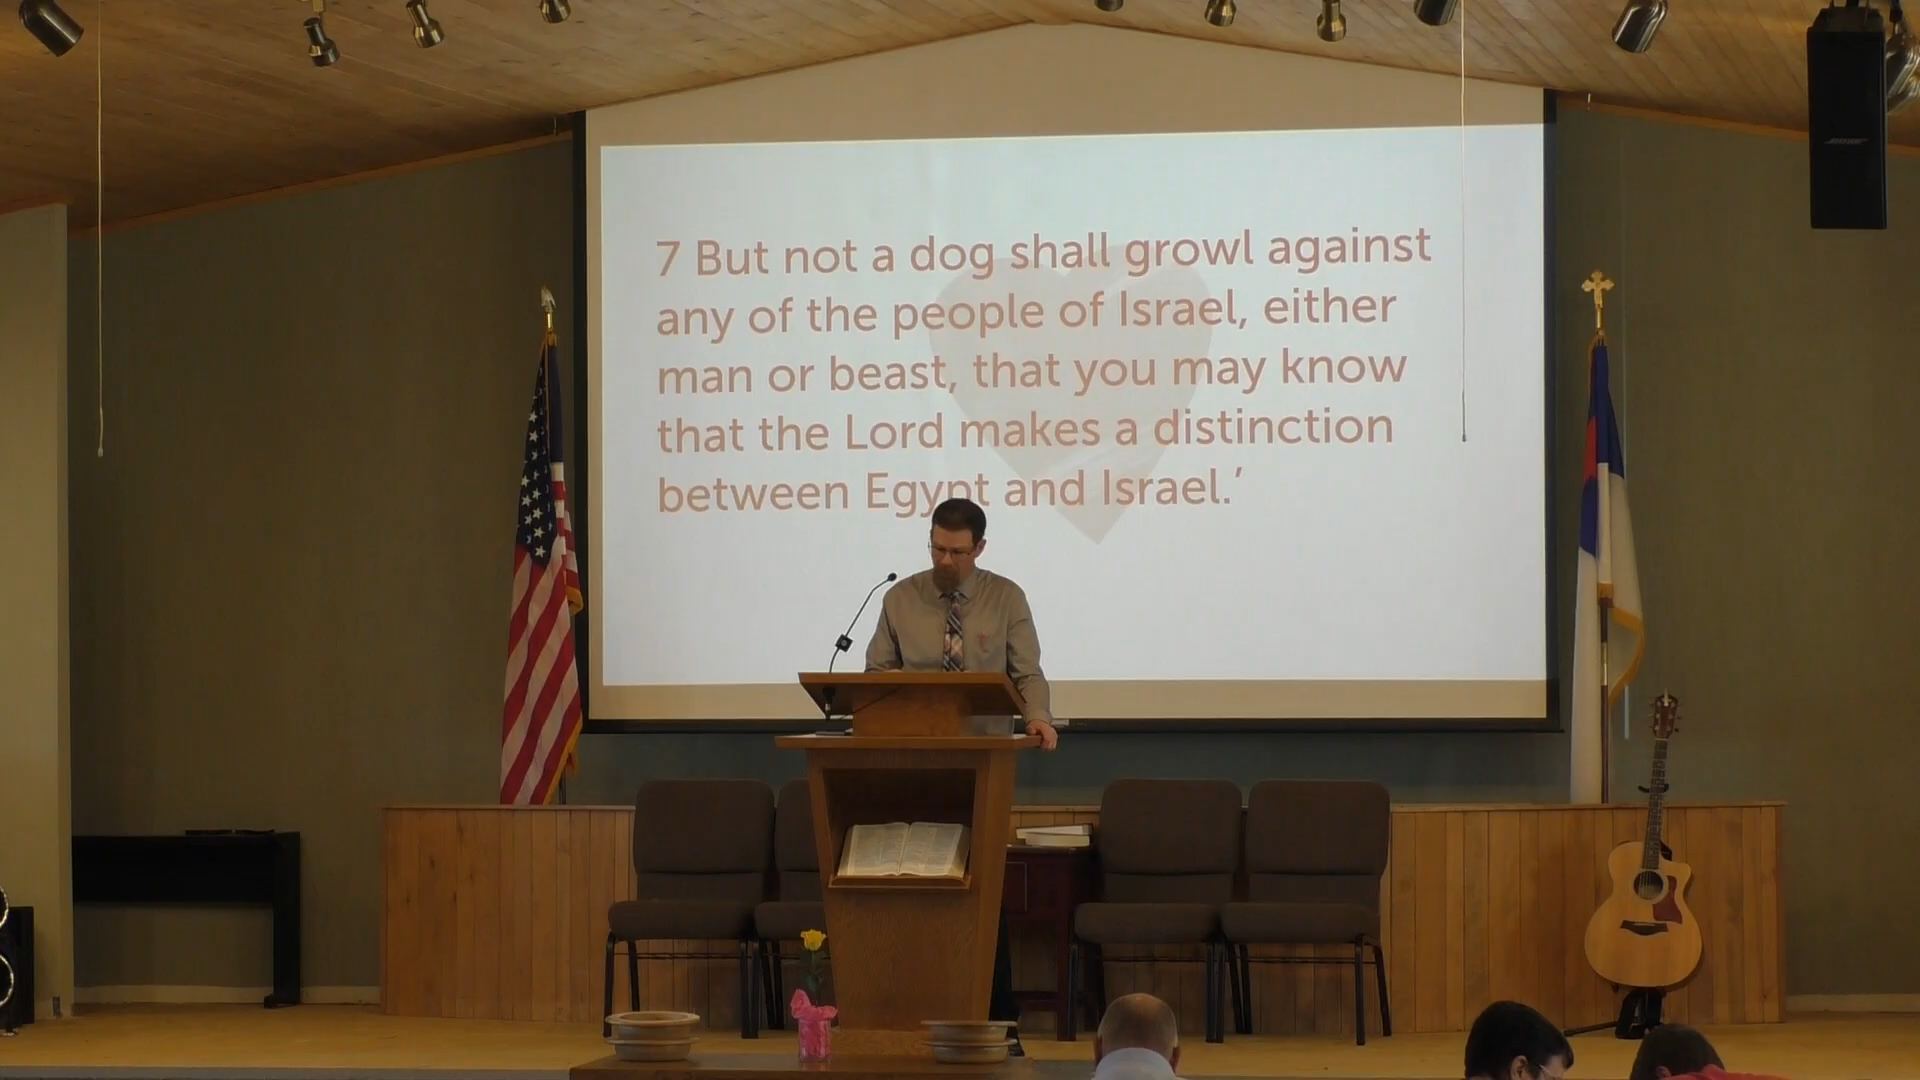 7 But not a dog shall growl against
any of the people of Israel, either
man or beast, that you may know
that the Lord makes a distinction
between Egypt and Israel.’
BOSE